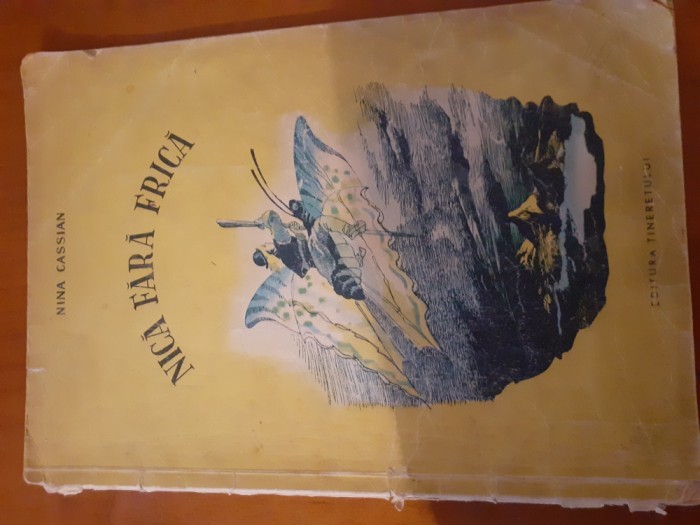 NINA CASSIAN
NICĂ FĂRĂ FRICĂ
EDITURA TINERETULUI